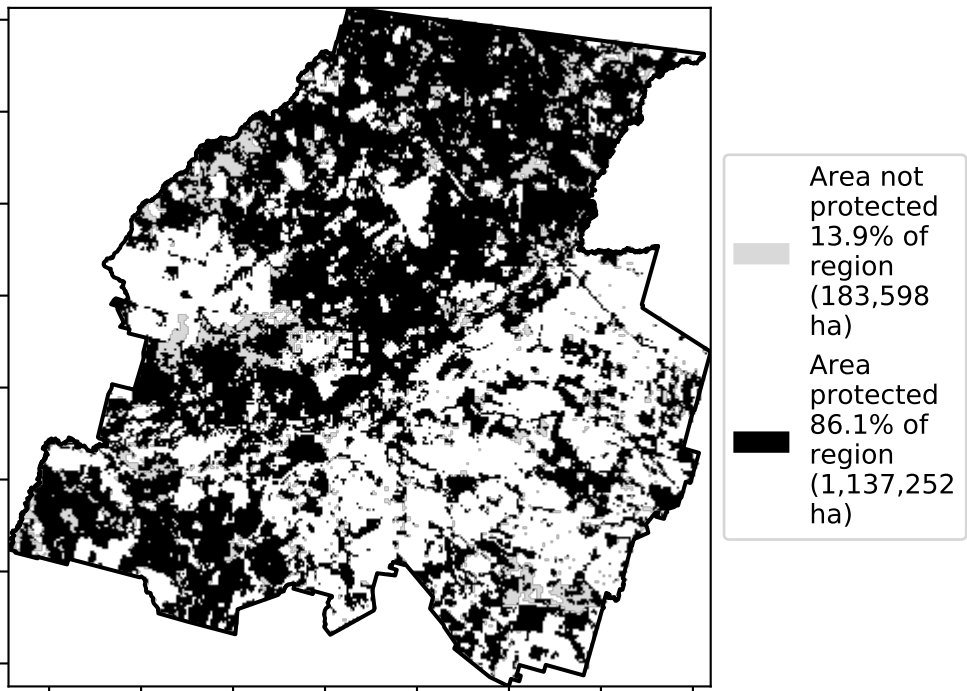 Area not
protected
13.9% of
region
(183,598
ha)
Area
protected
86.1% of
region
(1,137,252
ha)